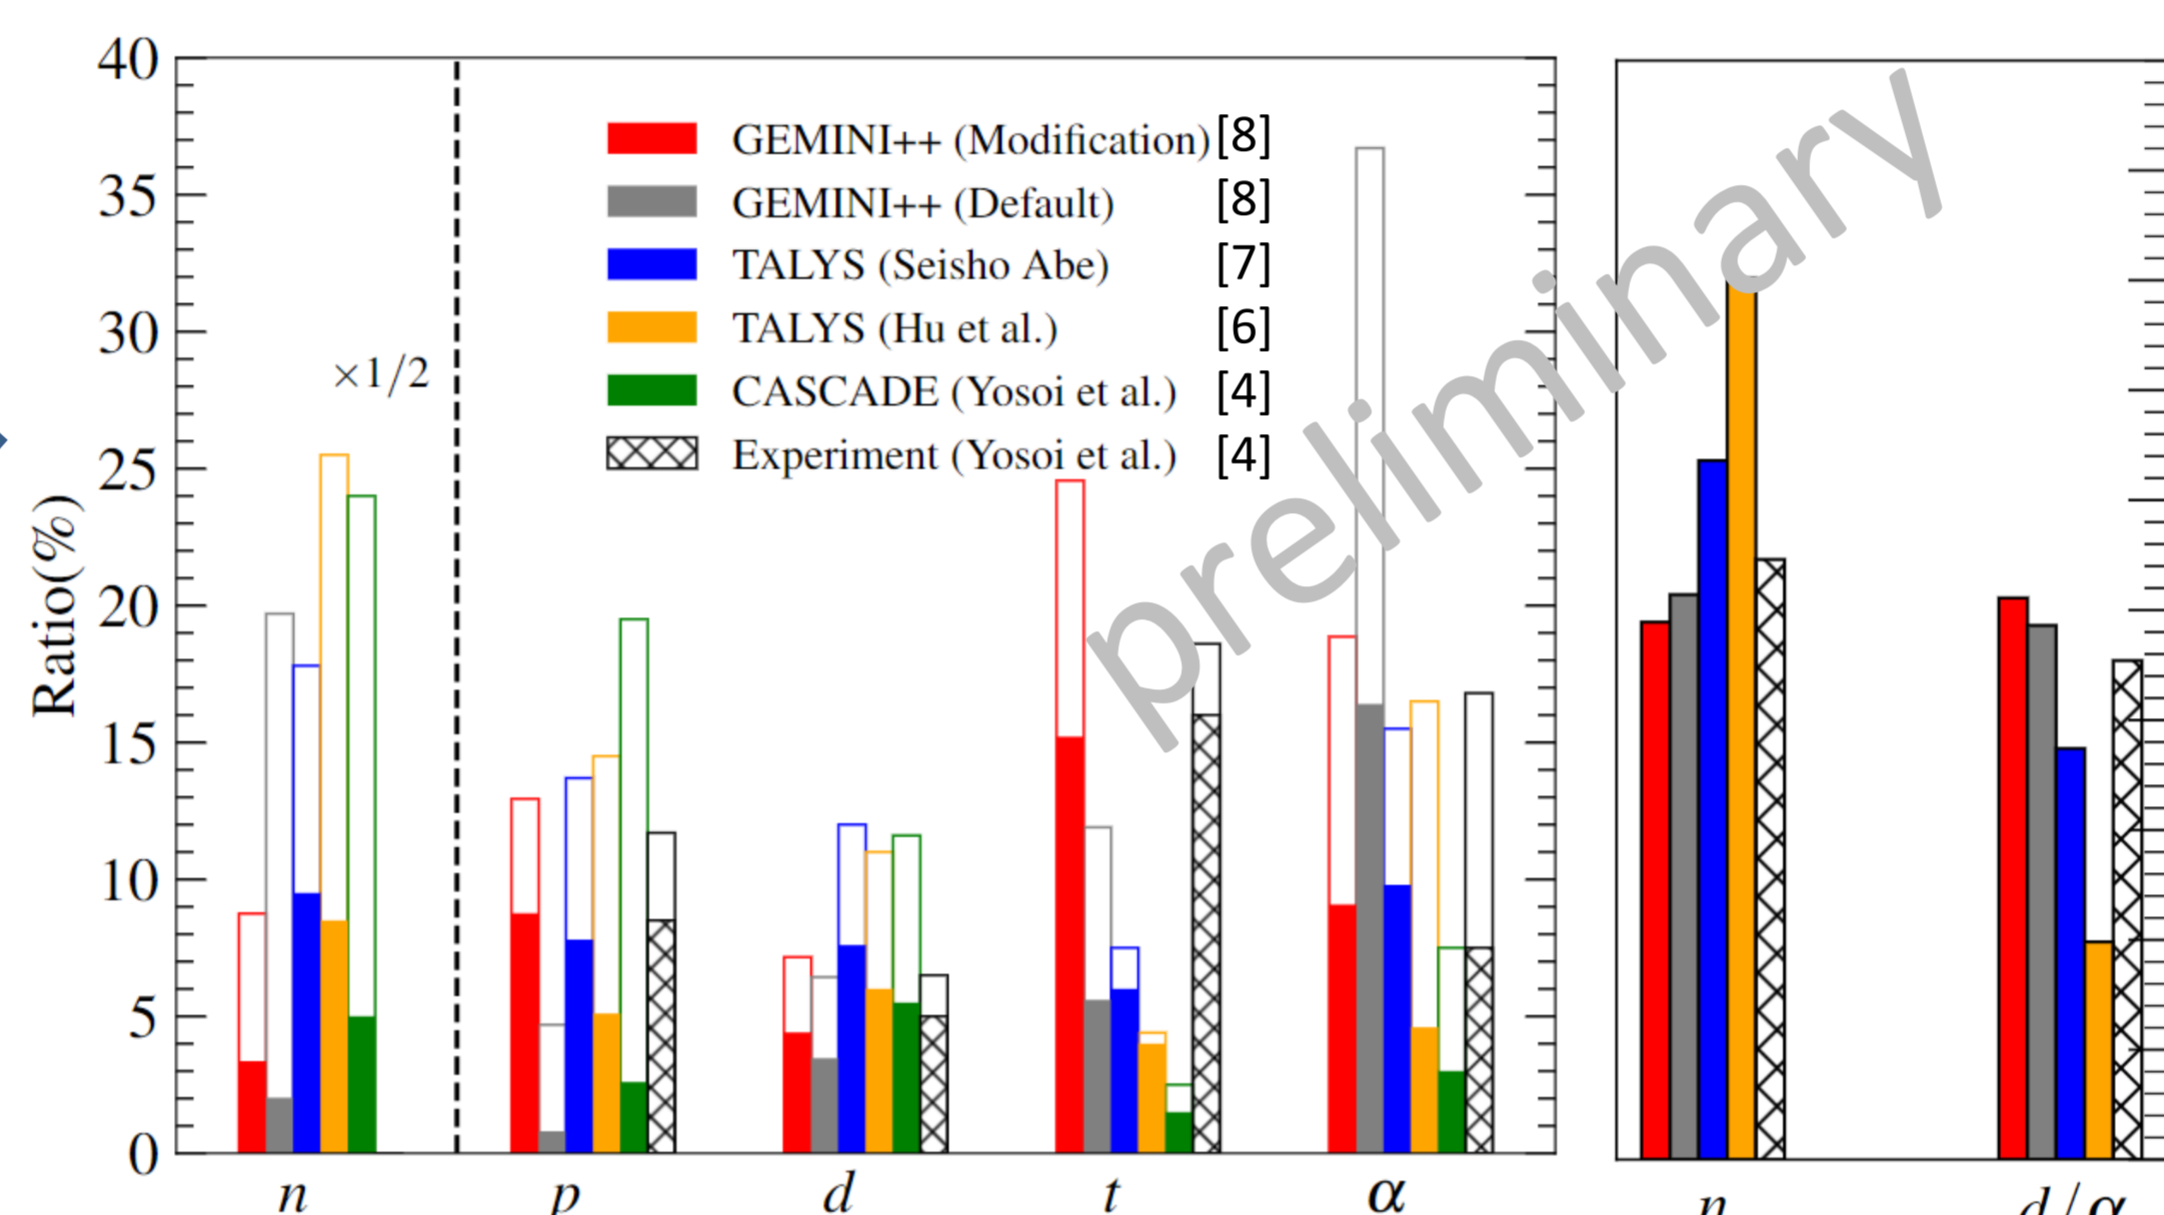 40
35
30
25
20
15
10
5
0
Ratio(%)
×1/2
GEMINI++ (Modification) [8]
GEMINI++ (Default) [8]
TALYS (Seisho Abe) [7]
TALYS (Hu et al.) [6]
CASCADE (Yosoi et al.) [4]
Experiment (Yosoi et al.) [4]
preliminary
n p d t α
n d/α